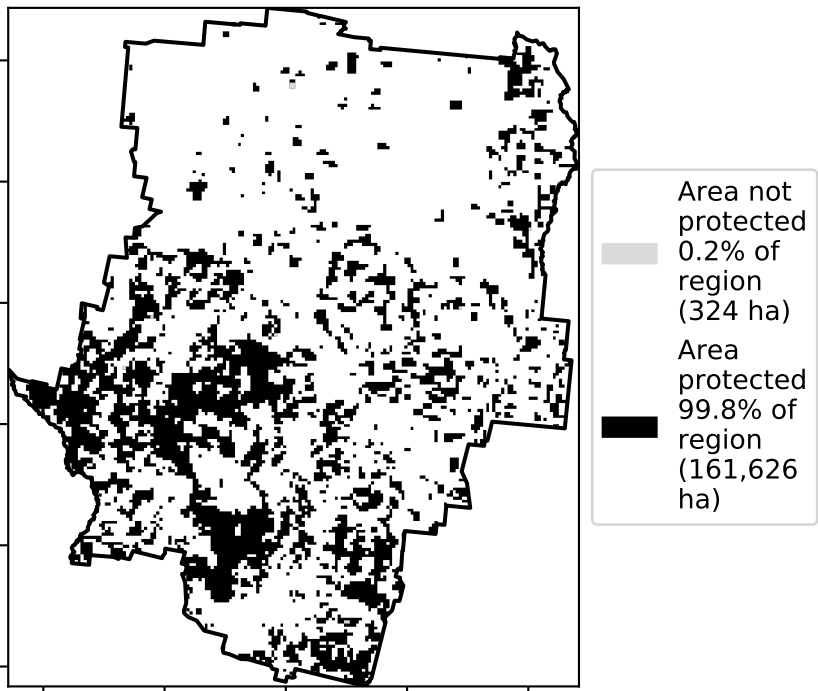 Area not
protected
0.2% of
region
(324 ha)
Area
protected
99.8% of
region
(161,626
ha)